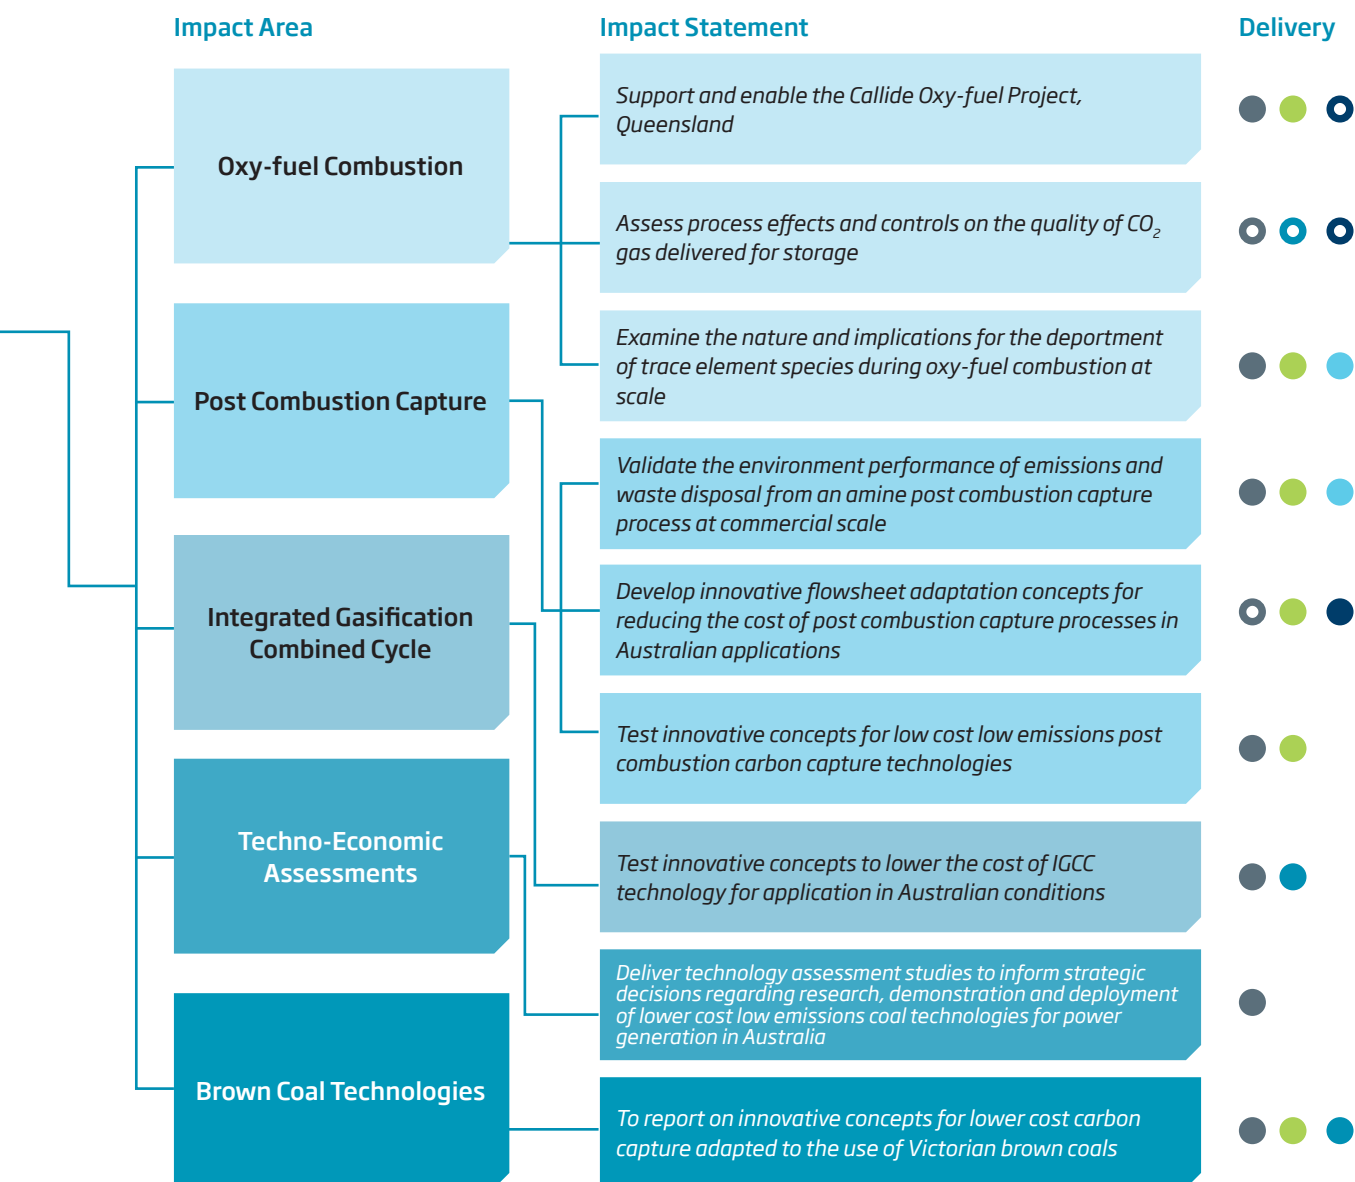 Impact Area
Impact Statement
Delivery
Oxy-fuel Combustion
Support and enable the Callide Oxy-fuel Project,
Queensland
Assess process effects and controls on the quality of CO₂
gas delivered for storage
Examine the nature and implications for the deportment
of trace element species during oxy-fuel combustion at
scale
Post Combustion Capture
Validate the environment performance of emissions and
waste disposal from an amine post combustion capture
process at commercial scale
Develop innovative flowsheet adaptation concepts for
reducing the cost of post combustion capture processes in
Australian applications
Test innovative concepts for low cost low emissions post
combustion carbon capture technologies
Integrated Gasification
Combined Cycle
Test innovative concepts to lower the cost of IGCC
technology for application in Australian conditions
Techno-Economic
Assessments
Deliver technology assessment studies to inform strategic
decisions regarding research, demonstration and deployment
of lower cost low emissions coal technologies for power
generation in Australia
Brown Coal Technologies
To report on innovative concepts for lower cost carbon
capture adapted to the use of Victorian brown coals